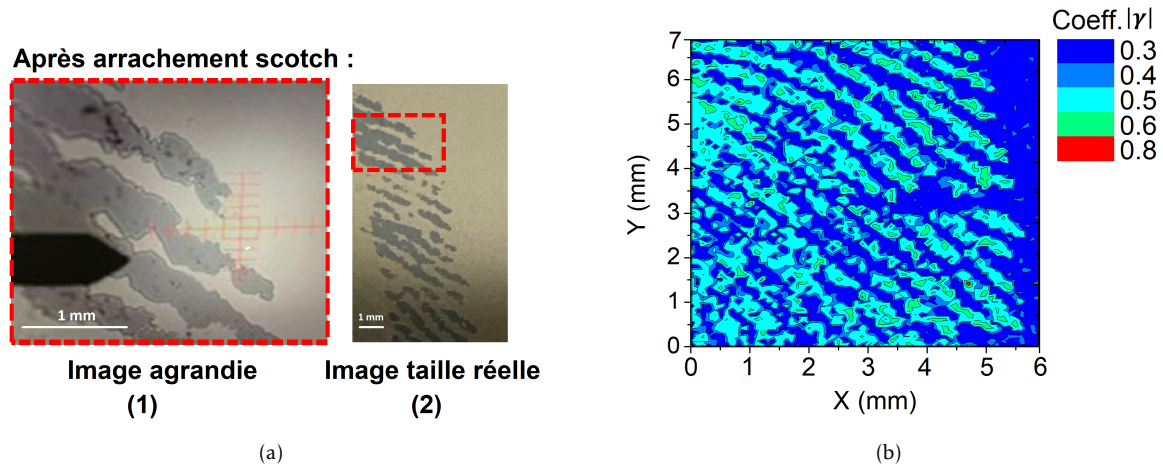 Après arrachement scotch :
1 mm
Image agrandie
(1)
1 mm
Image taille réelle
(2)
(a)
Coeff. |γ|
0.3
0.4
0.5
0.6
0.8
7
6
5
4
3
2
1
0
Y (mm)
0 1 2 3 4 5 6
X (mm)
(b)